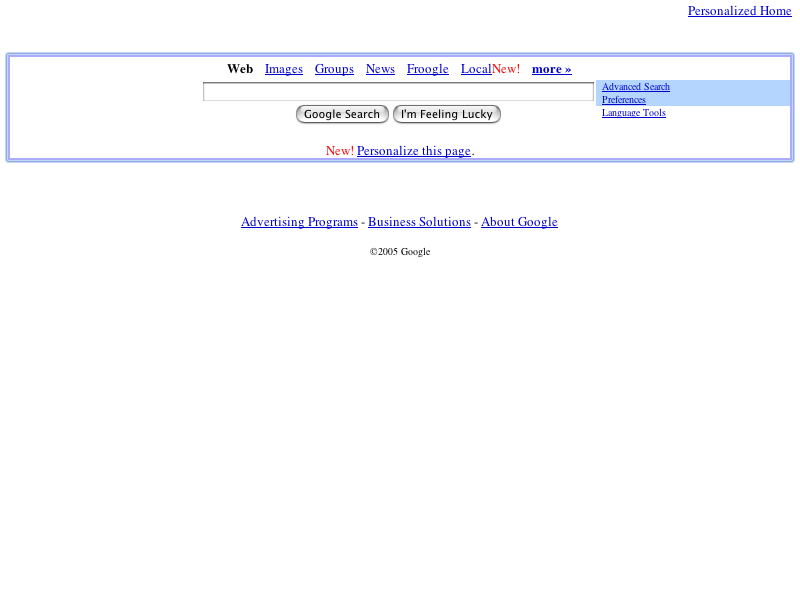 Personalized Home
Web Images Groups News Froogle LocalNew! more »
Advanced Search
Preferences
Language Tools
Google Search I'm Feeling Lucky
New! Personalize this page.
Advertising Programs - Business Solutions - About Google
©2005 Google